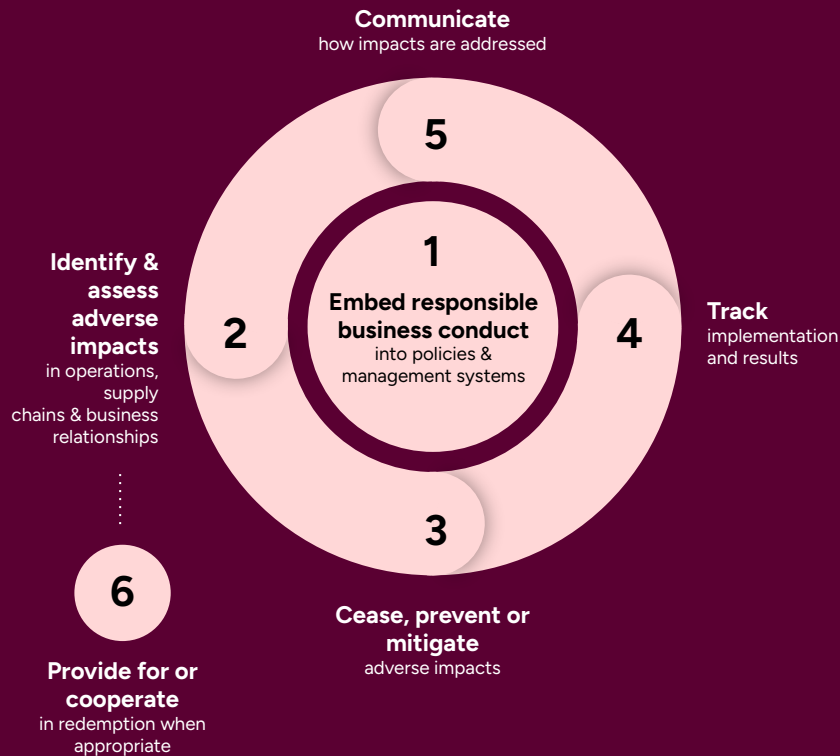 Communicate
how impacts are addressed
5
1
Embed responsible
business conduct
into policies &
management systems
Identify &
assess
adverse
impacts
in operations,
supply
chains & business
relationships
2
4
Track
implementation
and results
3
Cease, prevent or
mitigate
adverse impacts
6
Provide for or
cooperate
in redemption when
appropriate